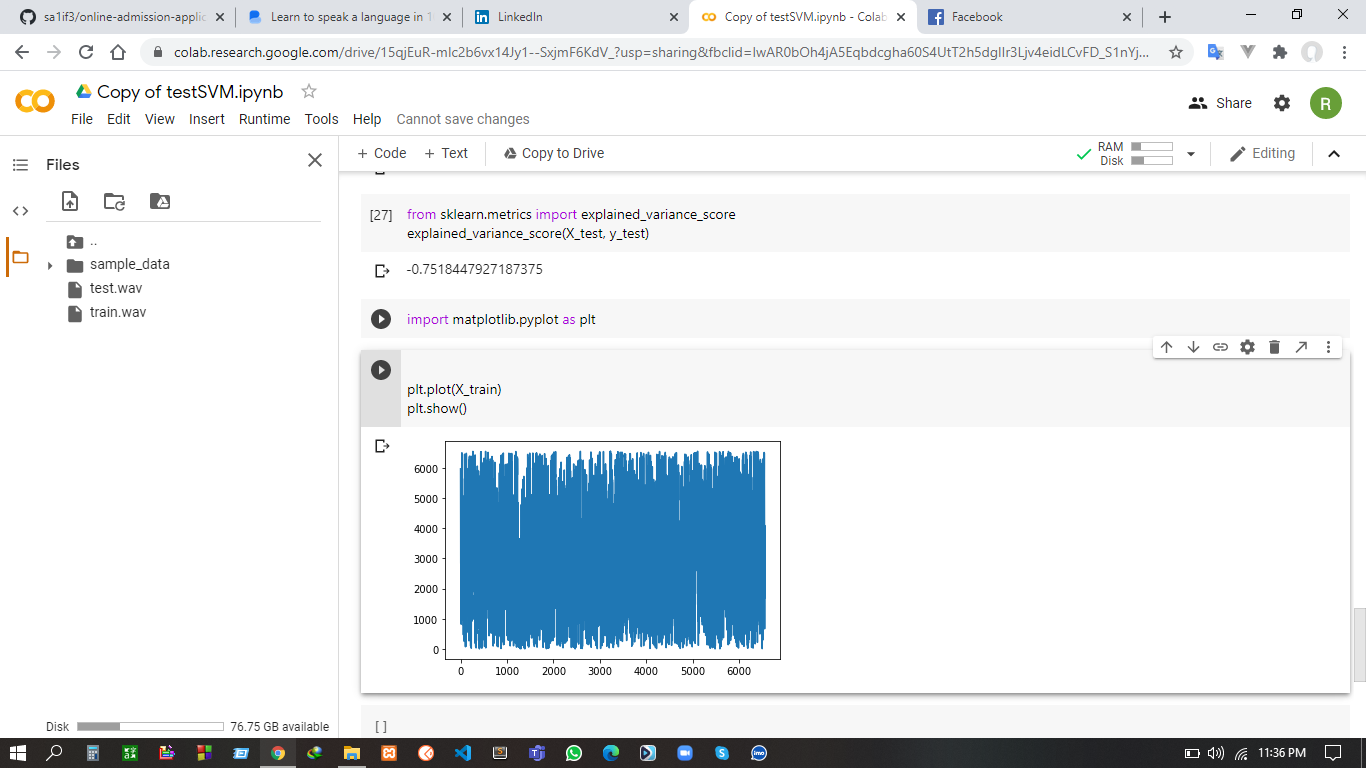 sa1if3/online-admission-applic
Learn to speak a language in 1
LinkedIn
Copy of testSVM.ipynb - Colab
Facebook
colab.research.google.com/drive/15qjEuR-mIc2b6vx14Jy1--SxjmF6KdV_?usp=sharing&fbclid=IwAR0bOh4jA5Eqbdcgha60S4UtT2h5dgIIr3Ljv4eidLCvFD_S1nYj...
Copy of testSVM.ipynb
Share
R
File Edit View Insert Runtime Tools Help Cannot save changes
Files
+ Code + Text Copy to Drive
RAM
Disk
Editing
..
sample_data
test.wav
train.wav
[27] from sklearn.metrics import explained_variance_score
explained_variance_score(X_test, y_test)
-0.7518447927187375
import matplotlib.pyplot as plt
plt.plot(X_train)
plt.show()
6000
5000
4000
3000
2000
1000
0
0 1000 2000 3000 4000 5000 6000
[ ]
Disk 76.75 GB available
11:36 PM